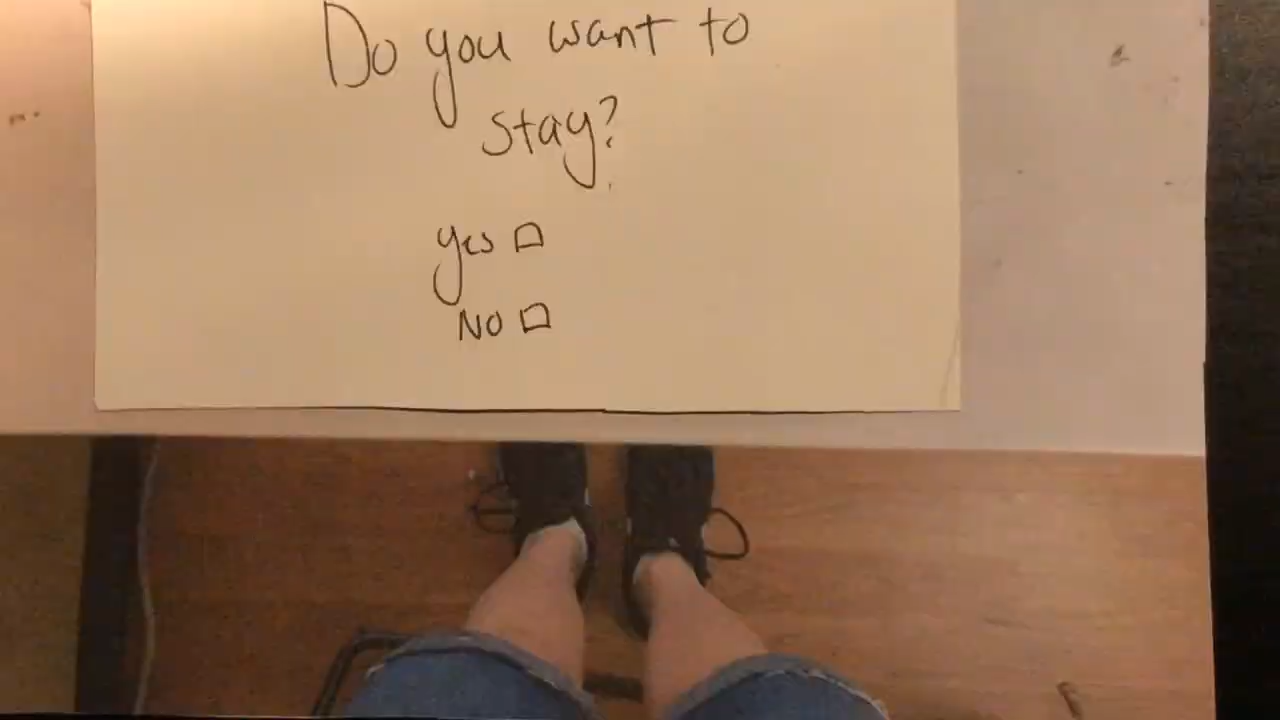 Do you want to
stay?
yes □
NO □